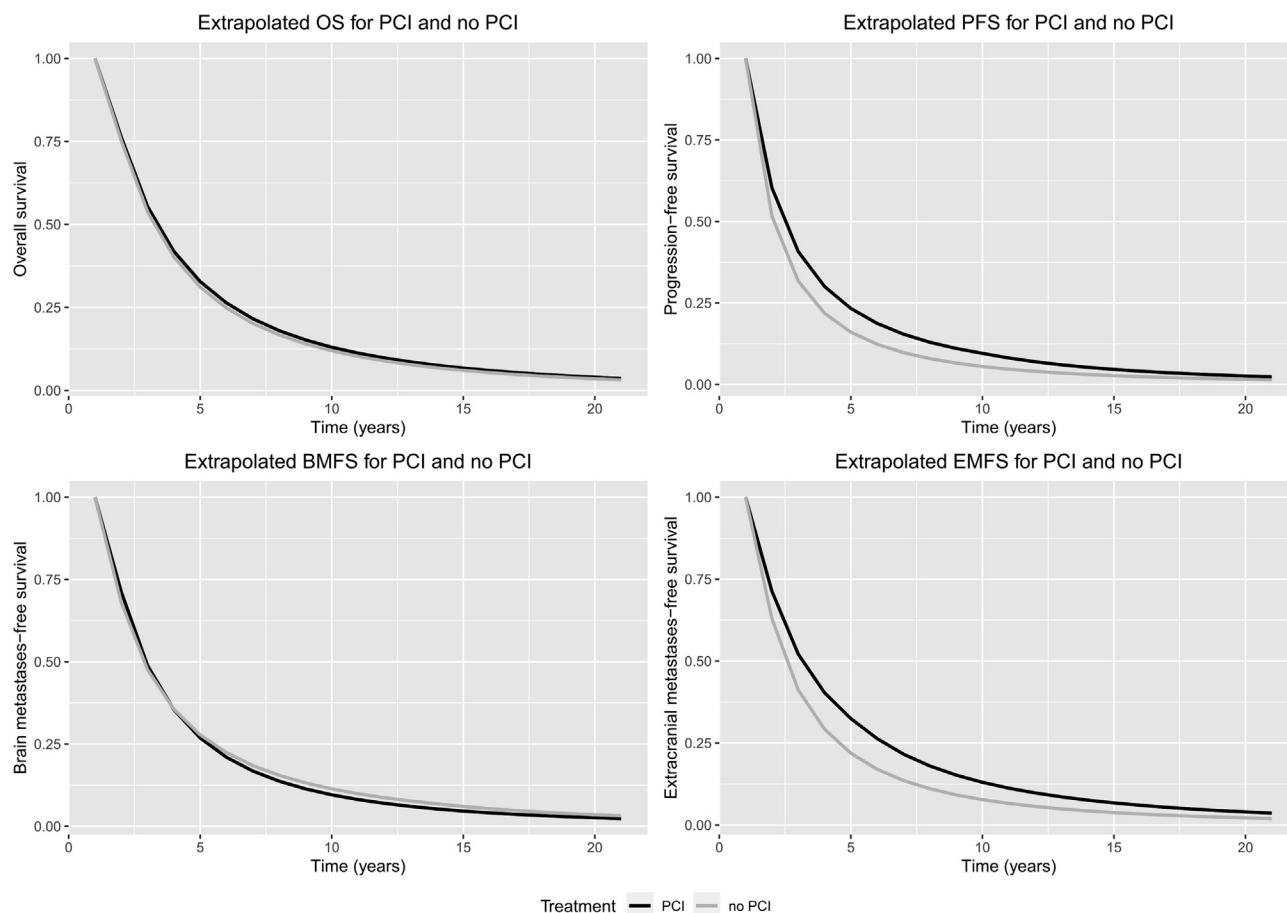 Extrapolated OS for PCI and no PCI
1.00
0.75
0.50
0.25
0.00
Overall survival
0 5 10 15 20
Time (years)
Extrapolated PFS for PCI and no PCI
1.00
0.75
0.50
0.25
0.00
Progression−free survival
0 5 10 15 20
Time (years)
Extrapolated BMFS for PCI and no PCI
1.00
0.75
0.50
0.25
0.00
Brain metastases−free survival
0 5 10 15 20
Time (years)
Extrapolated EMFS for PCI and no PCI
1.00
0.75
0.50
0.25
0.00
Extracranial metastases−free survival
0 5 10 15 20
Time (years)
Treatment PCI no PCI